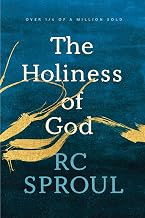 OVER 1/4 OF A MILLION SOLD
The
Holiness
of
God
RC
SPROUL